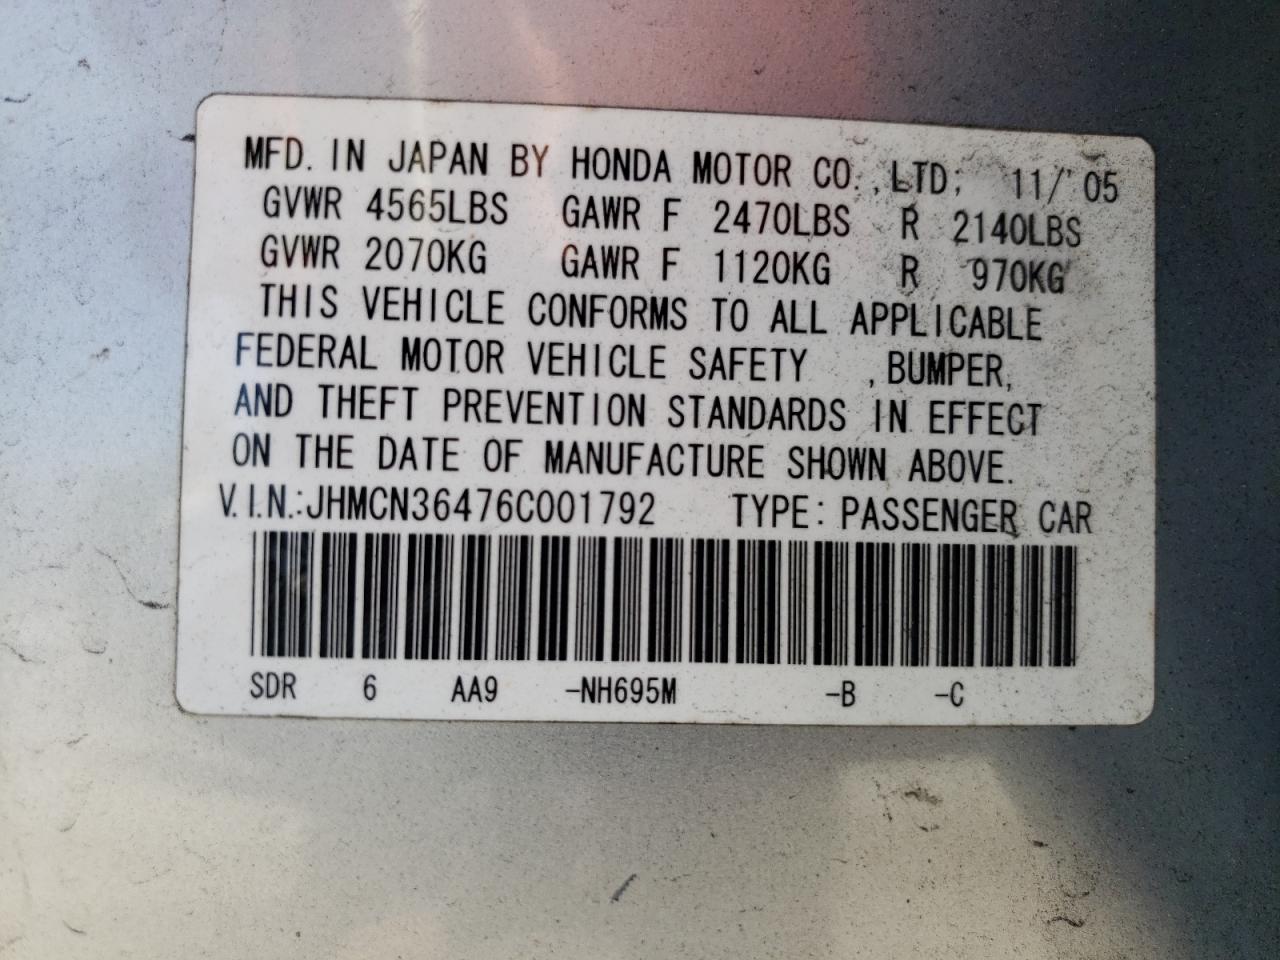 MFD. IN JAPAN BY HONDA MOTOR CO.,LTD; 11/'05
GVWR 4565LBS GAWR F 2470LBS R 2140LBS
GVWR 2070KG GAWR F 1120KG R 970KG
THIS VEHICLE CONFORMS TO ALL APPLICABLE
FEDERAL MOTOR VEHICLE SAFETY ,BUMPER,
AND THEFT PREVENTION STANDARDS IN EFFECT
ON THE DATE OF MANUFACTURE SHOWN ABOVE.
V.I.N.:JHMCN36476C001792 TYPE: PASSENGER CAR
SDR 6 AA9 -NH695M -B -C